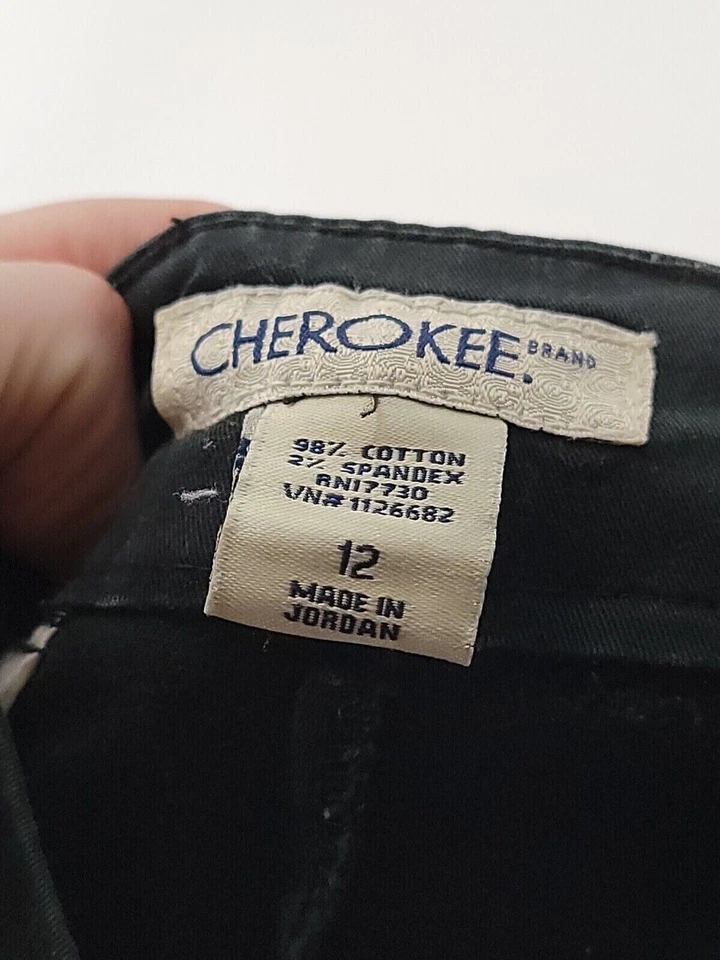 CHEROKEE. BRAND
98% COTTON
2% SPANDEX
RN17730
VN#1126682
12
MADE IN
JORDAN